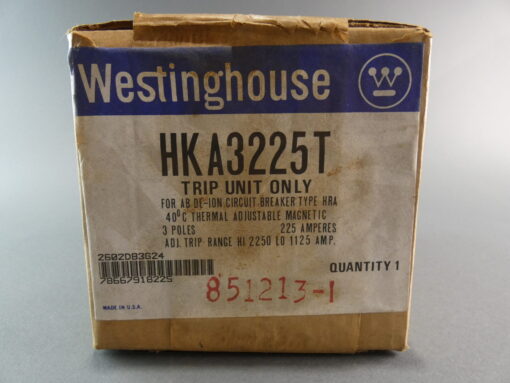 Westinghouse
HKA3225T
TRIP UNIT ONLY
FOR AB DE-ION CIRCUIT BREAKER TYPE HKA
40°C THERMAL ADJUSTABLE MAGNETIC
3 POLES 225 AMPERES
ADJ. TRIP RANGE HI 2250 LO 1125 AMP.
2602D83G24
78667918225
QUANTITY 1
851213-1
MADE IN U.S.A.